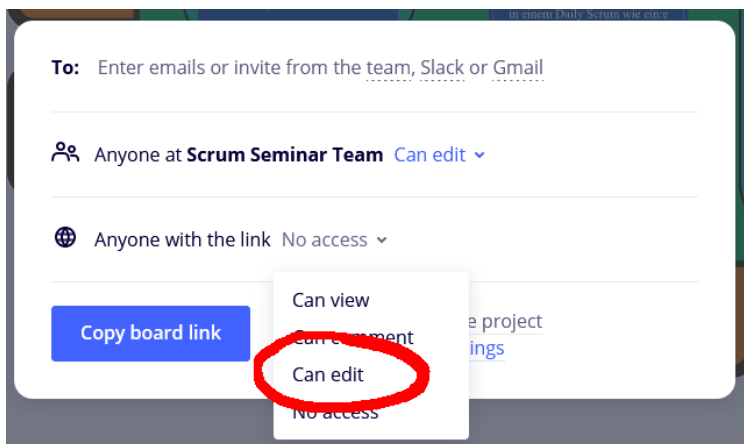 in einem Daily Scrum wie ein:e
To: Enter emails or invite from the team, Slack or Gmail
Anyone at Scrum Seminar Team Can edit
Anyone with the link No access
Can view
Copy board link
e project
Can comment
ings
Can edit
No access